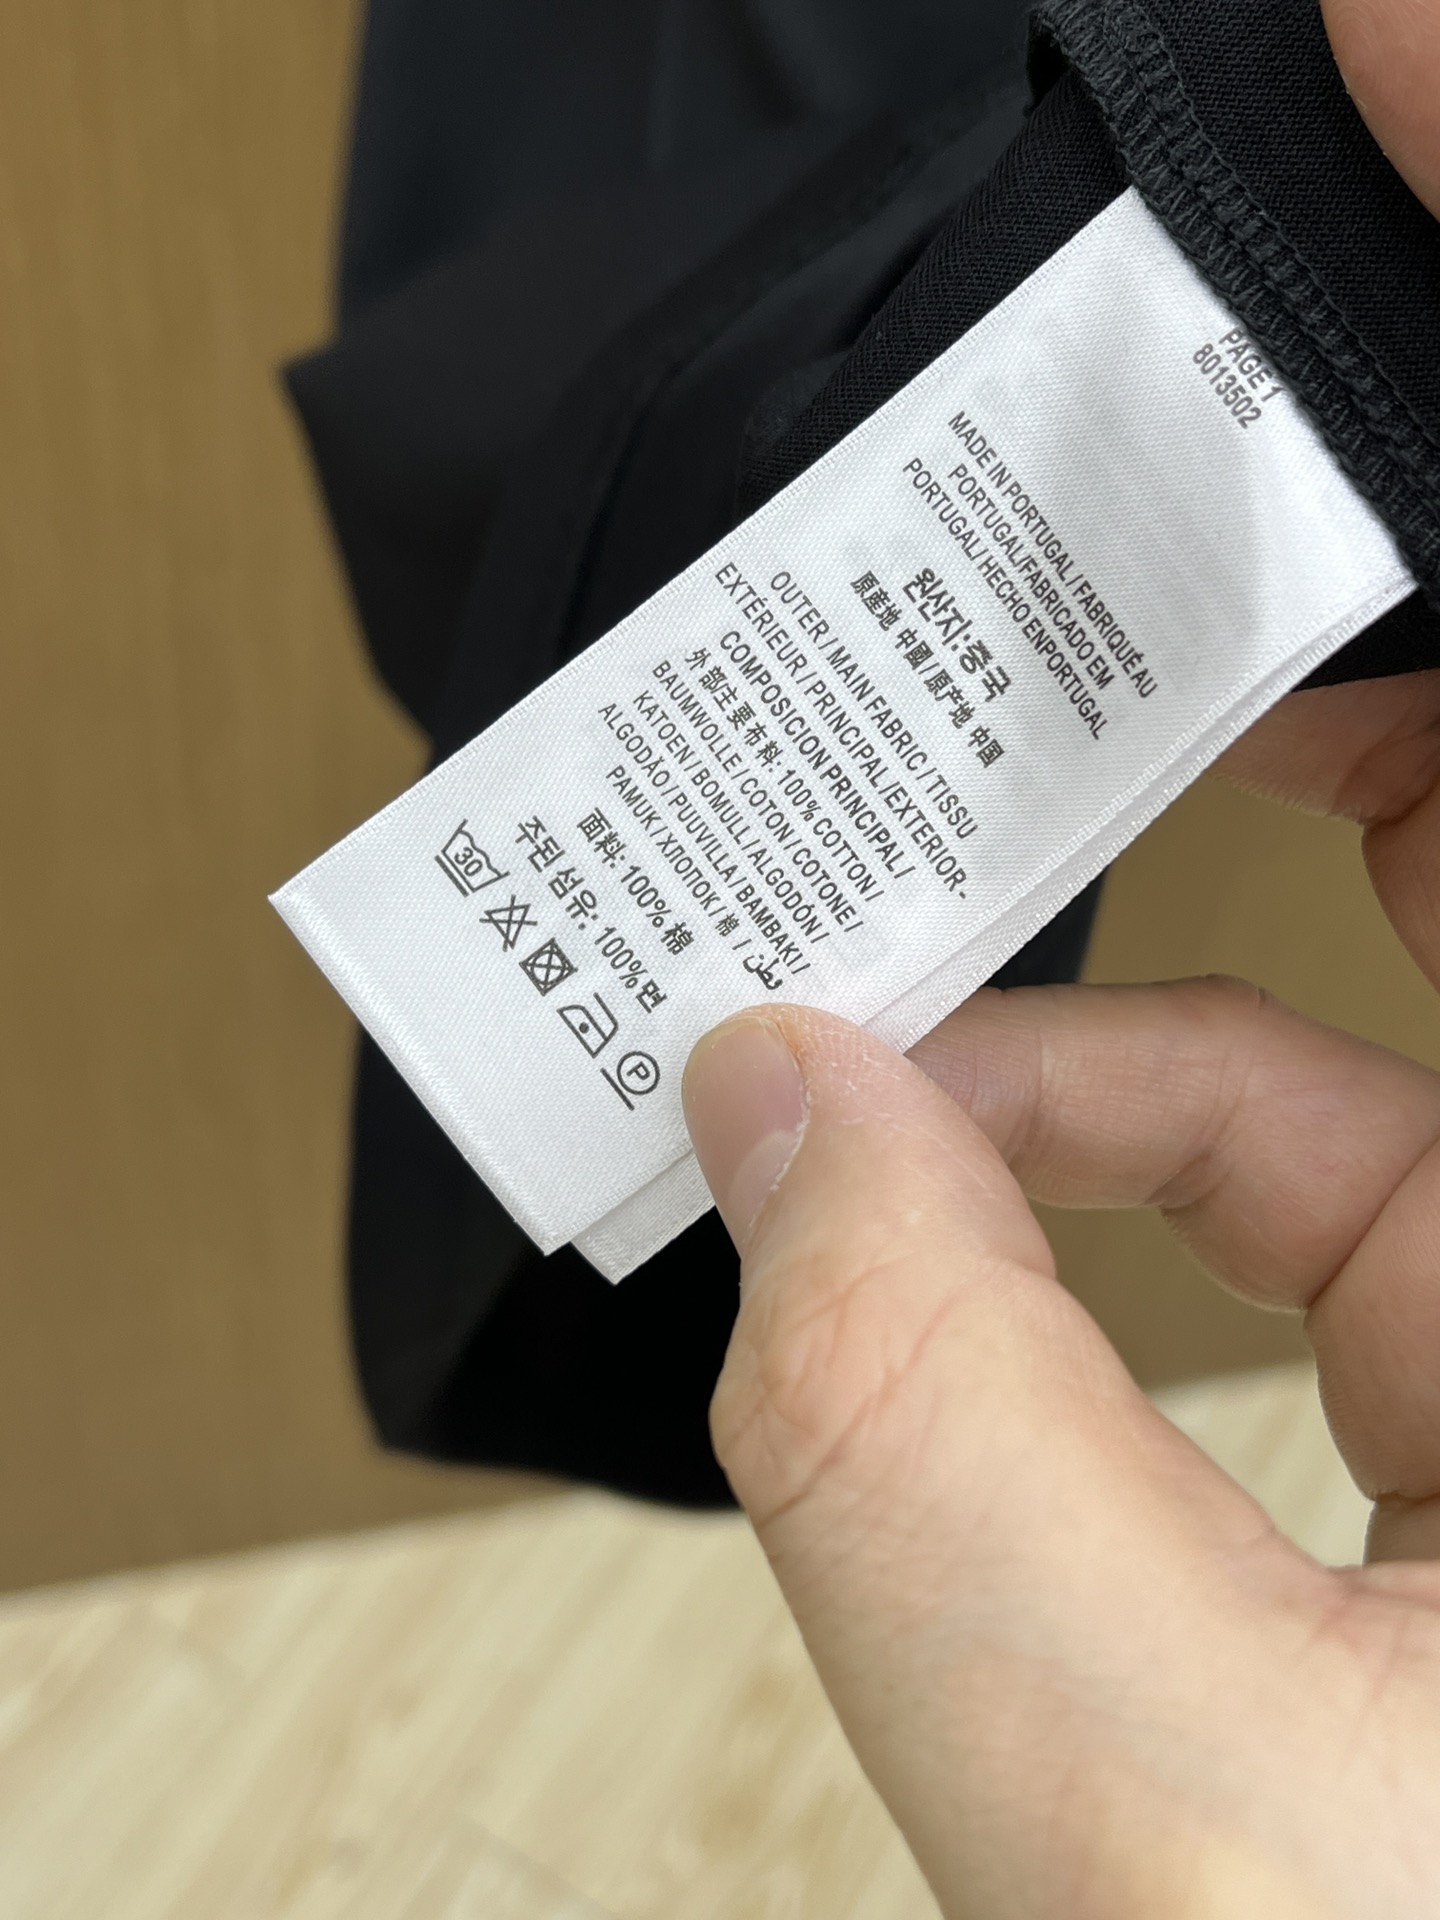 PAGE 1
8013502
MADE IN PORTUGAL / FABRIQUÉ AU
PORTUGAL/FABRICADO EM
PORTUGAL/HECHO ENPORTUGAL
원산지:중국
原産地 中國/原产地 中国
OUTER / MAIN FABRIC / TISSU
EXTÉRIEUR / PRINCIPAL/EXTERIOR-
COMPOSICION PRINCIPAL/
外部主要布料: 100% COTTON /
BAUMWOLLE / COTON / COTONE /
KATOEN / BOMULL / ALGODÓN /
ALGODÃO / PUUVILLA / BAMBAKI /
PAMUK / ХЛОПОК / 棉 / قطن
面料: 100% 棉
주된 섬유: 100% 면
30
P